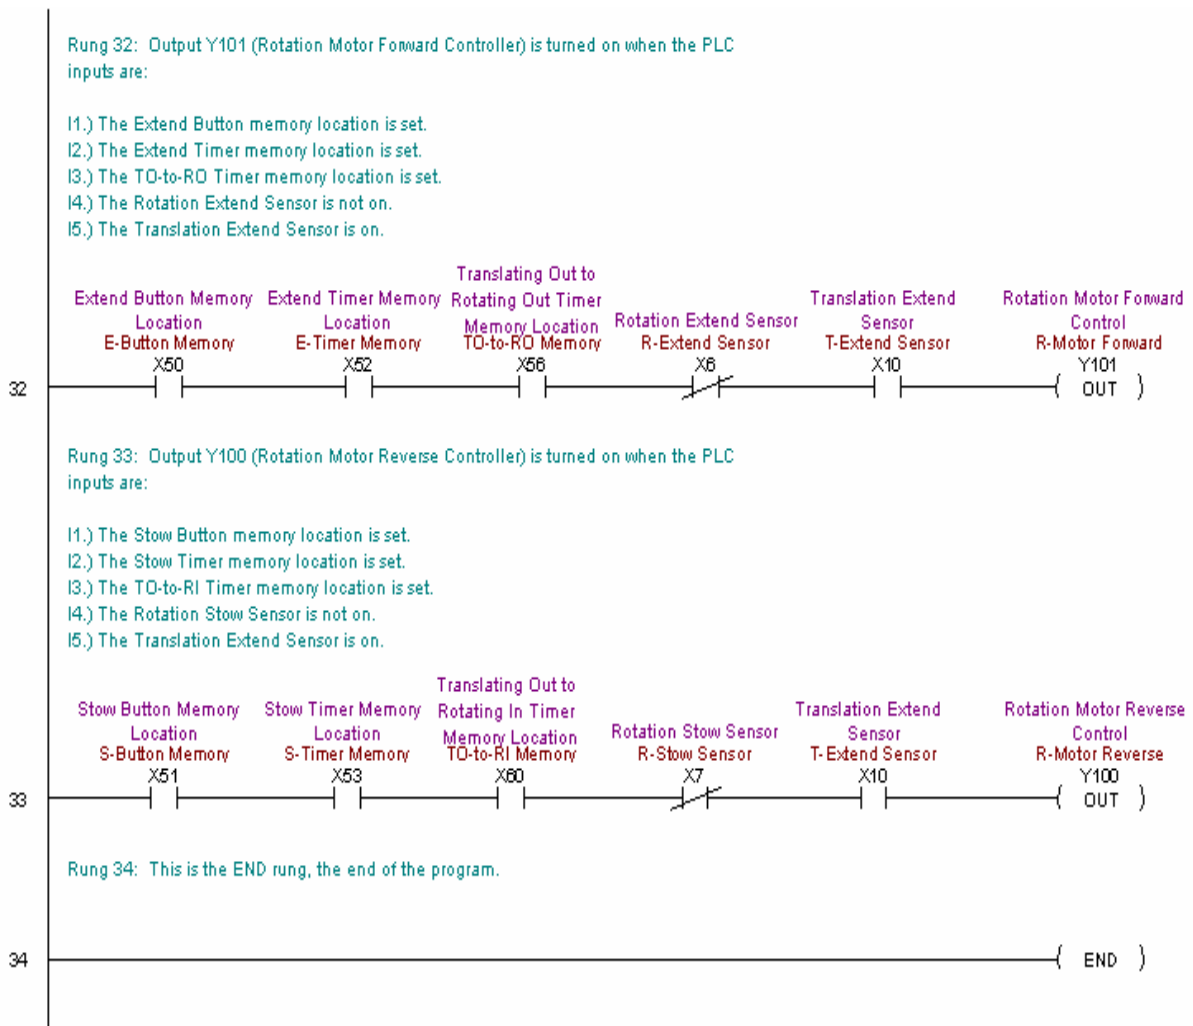 Rung 32:  Output Y101 (Rotation Motor Forward Controller) is turned on when the PLC
inputs are:
I1.) The Extend Button memory location is set.
I2.) The Extend Timer memory location is set.
I3.) The TO-to-RO Timer memory location is set.
I4.) The Rotation Extend Sensor is not on.
I5.) The Translation Extend Sensor is on.
Extend Button Memory Location
E-Button Memory
X50
Extend Timer Memory Location
E-Timer Memory
X52
Translating Out to
Rotating Out Timer
Memory Location
TO-to-RO Memory
X56
Rotation Extend Sensor
R-Extend Sensor
X6
Translation Extend
Sensor
T-Extend Sensor
X10
Rotation Motor Forward
Control
R-Motor Forward
Y101
32
OUT
Rung 33:  Output Y100 (Rotation Motor Reverse Controller) is turned on when the PLC
inputs are:
I1.) The Stow Button memory location is set.
I2.) The Stow Timer memory location is set.
I3.) The TO-to-RI Timer memory location is set.
I4.) The Rotation Stow Sensor is not on.
I5.) The Translation Extend Sensor is on.
Stow Button Memory
Location
S-Button Memory
X51
Stow Timer Memory
Location
S-Timer Memory
X53
Translating Out to
Rotating In Timer
Memory Location
TO-to-RI Memory
X60
Rotation Stow Sensor
R-Stow Sensor
X7
Translation Extend
Sensor
T-Extend Sensor
X10
Rotation Motor Reverse
Control
R-Motor Reverse
Y100
33
OUT
Rung 34:  This is the END rung, the end of the program.
34
END